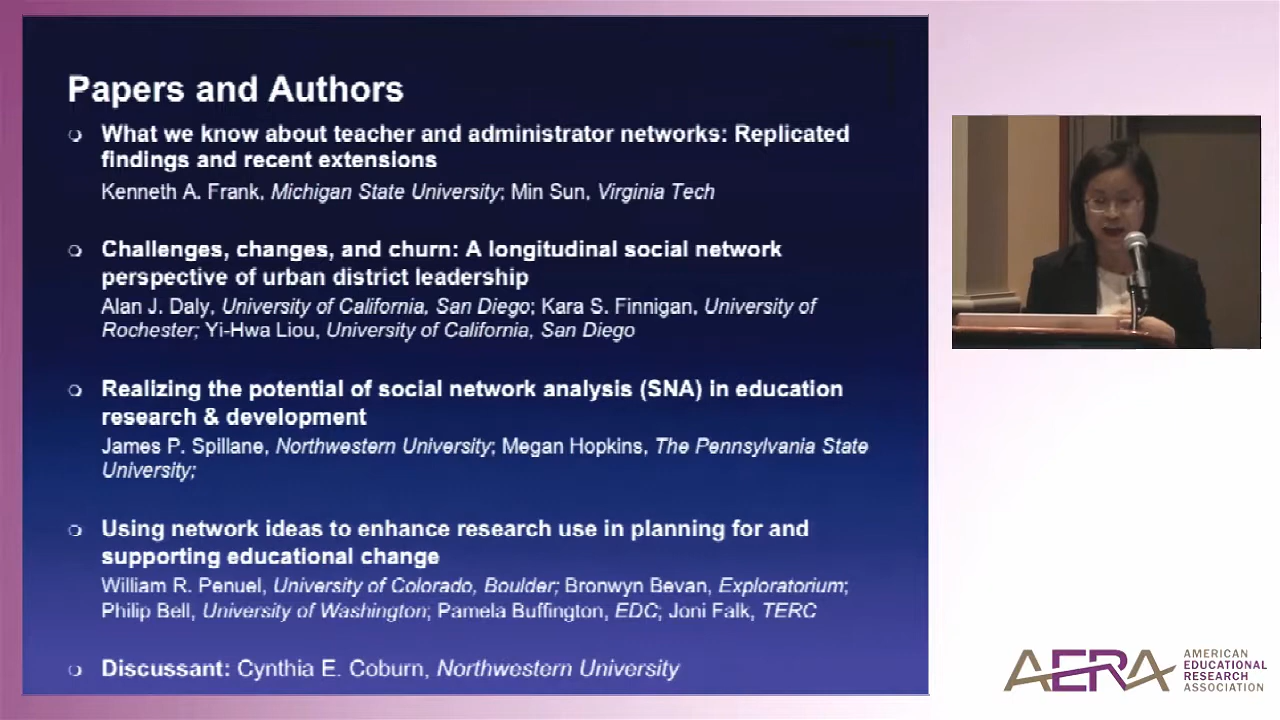 Papers and Authors
What we know about teacher and administrator networks: Replicated
findings and recent extensions
Kenneth A. Frank, Michigan State University; Min Sun, Virginia Tech
Challenges, changes, and churn: A longitudinal social network
perspective of urban district leadership
Alan J. Daly, University of California, San Diego; Kara S. Finnigan, University of
Rochester; Yi-Hwa Liou, University of California, San Diego
Realizing the potential of social network analysis (SNA) in education
research & development
James P. Spillane, Northwestern University; Megan Hopkins, The Pennsylvania State
University;
Using network ideas to enhance research use in planning for and
supporting educational change
William R. Penuel, University of Colorado, Boulder; Bronwyn Bevan, Exploratorium;
Philip Bell, University of Washington; Pamela Buffington, EDC; Joni Falk, TERC
Discussant: Cynthia E. Coburn, Northwestern University
AERA
AMERICAN
EDUCATIONAL
RESEARCH
ASSOCIATION